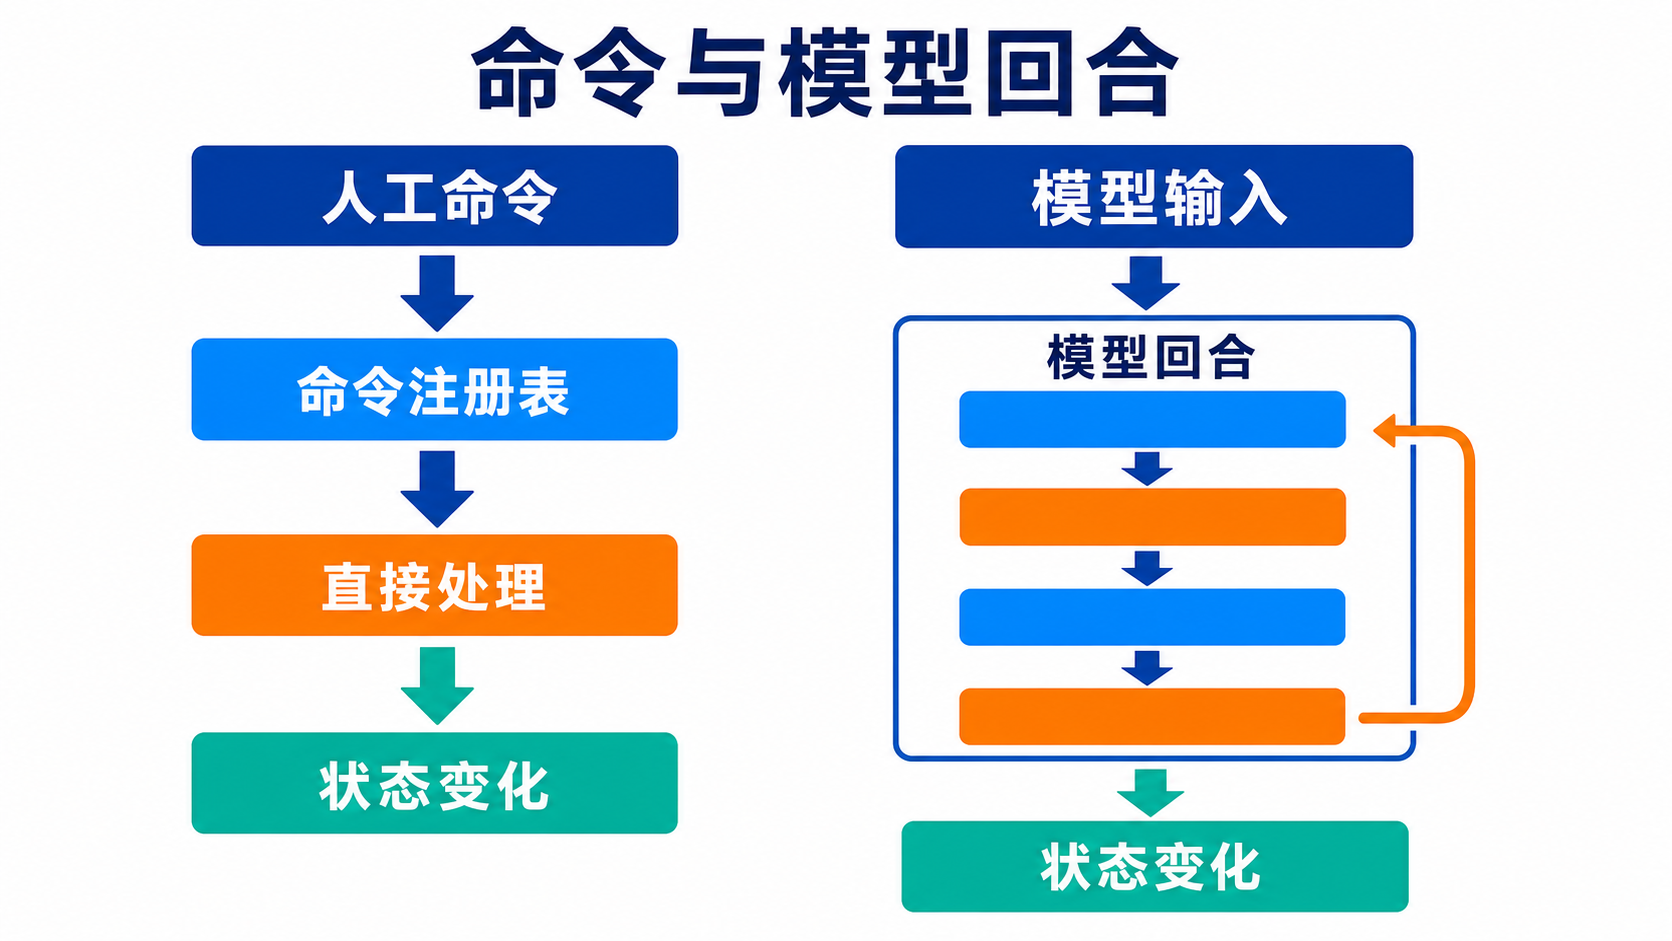 命令与模型回合
人工命令
命令注册表
直接处理
状态变化
模型输入
模型回合
状态变化